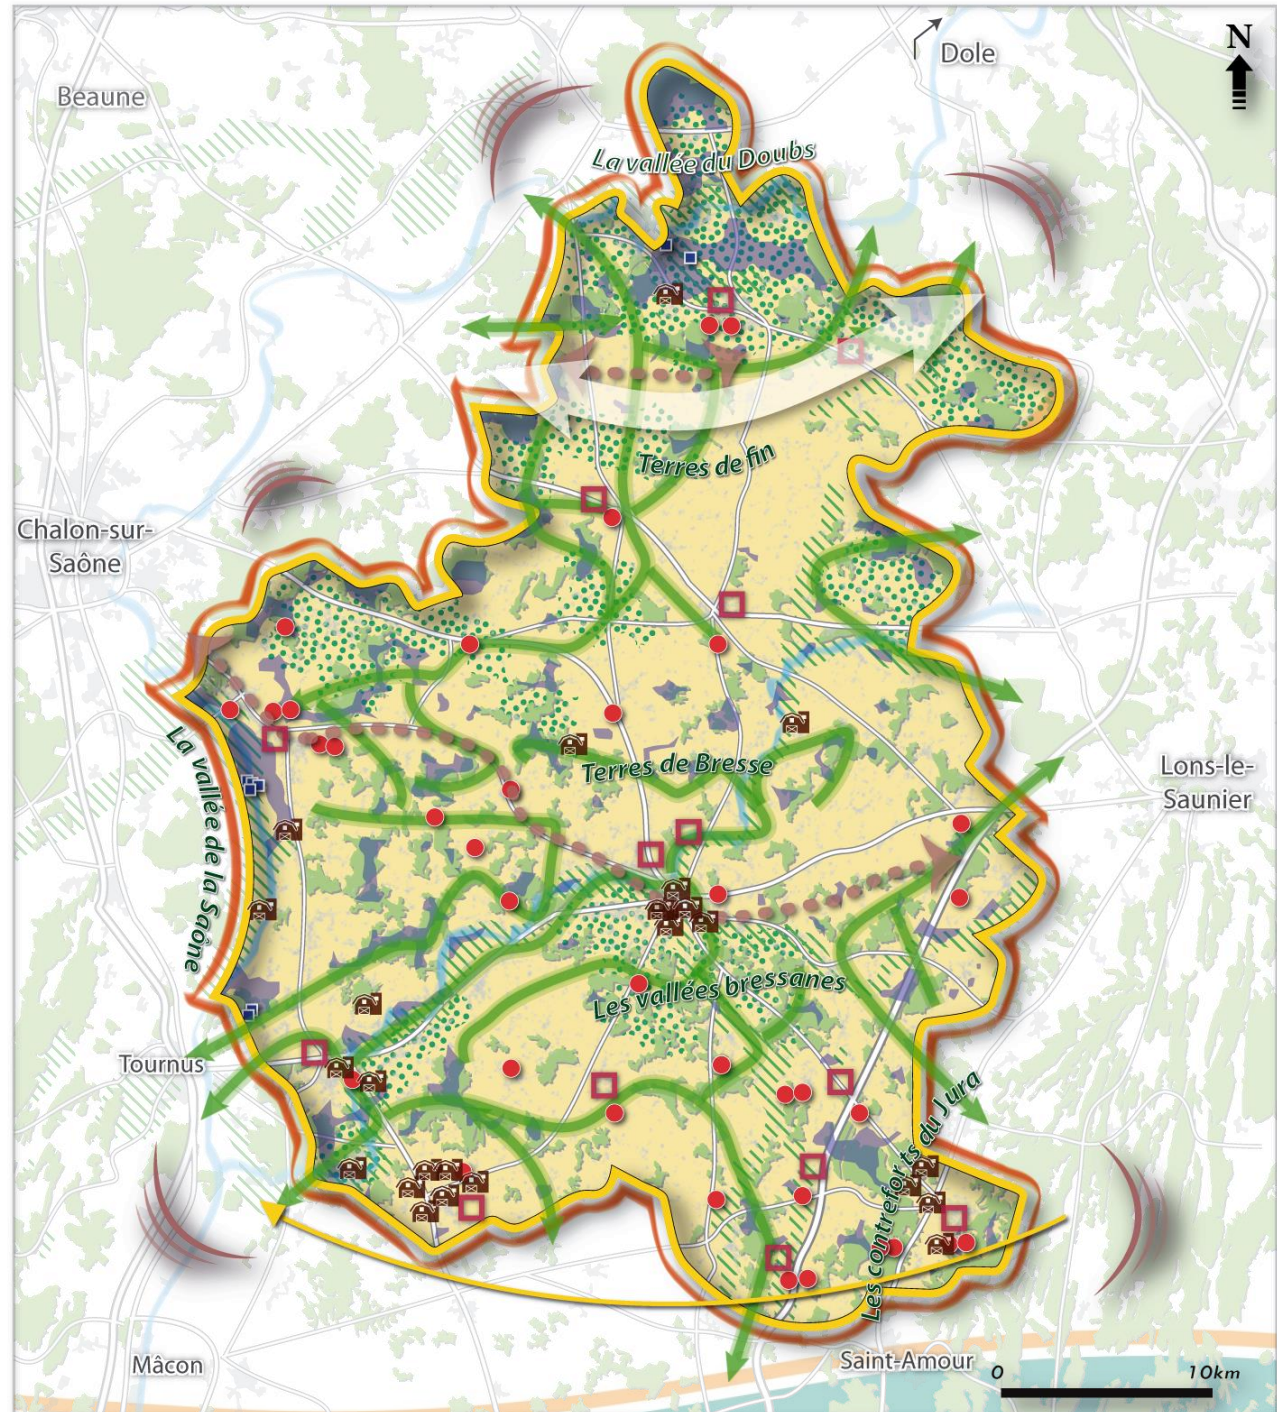 N
Dole
Beaune
La vallée du Doubs
Terres de fin
Chalon-sur-
Saône
Terres de Bresse
Lons-le-
Saunier
La vallée de la Saône
Les vallées bressanes
Tournus
Les contreforts du Jura
Mâcon
Saint-Amour
0 10km